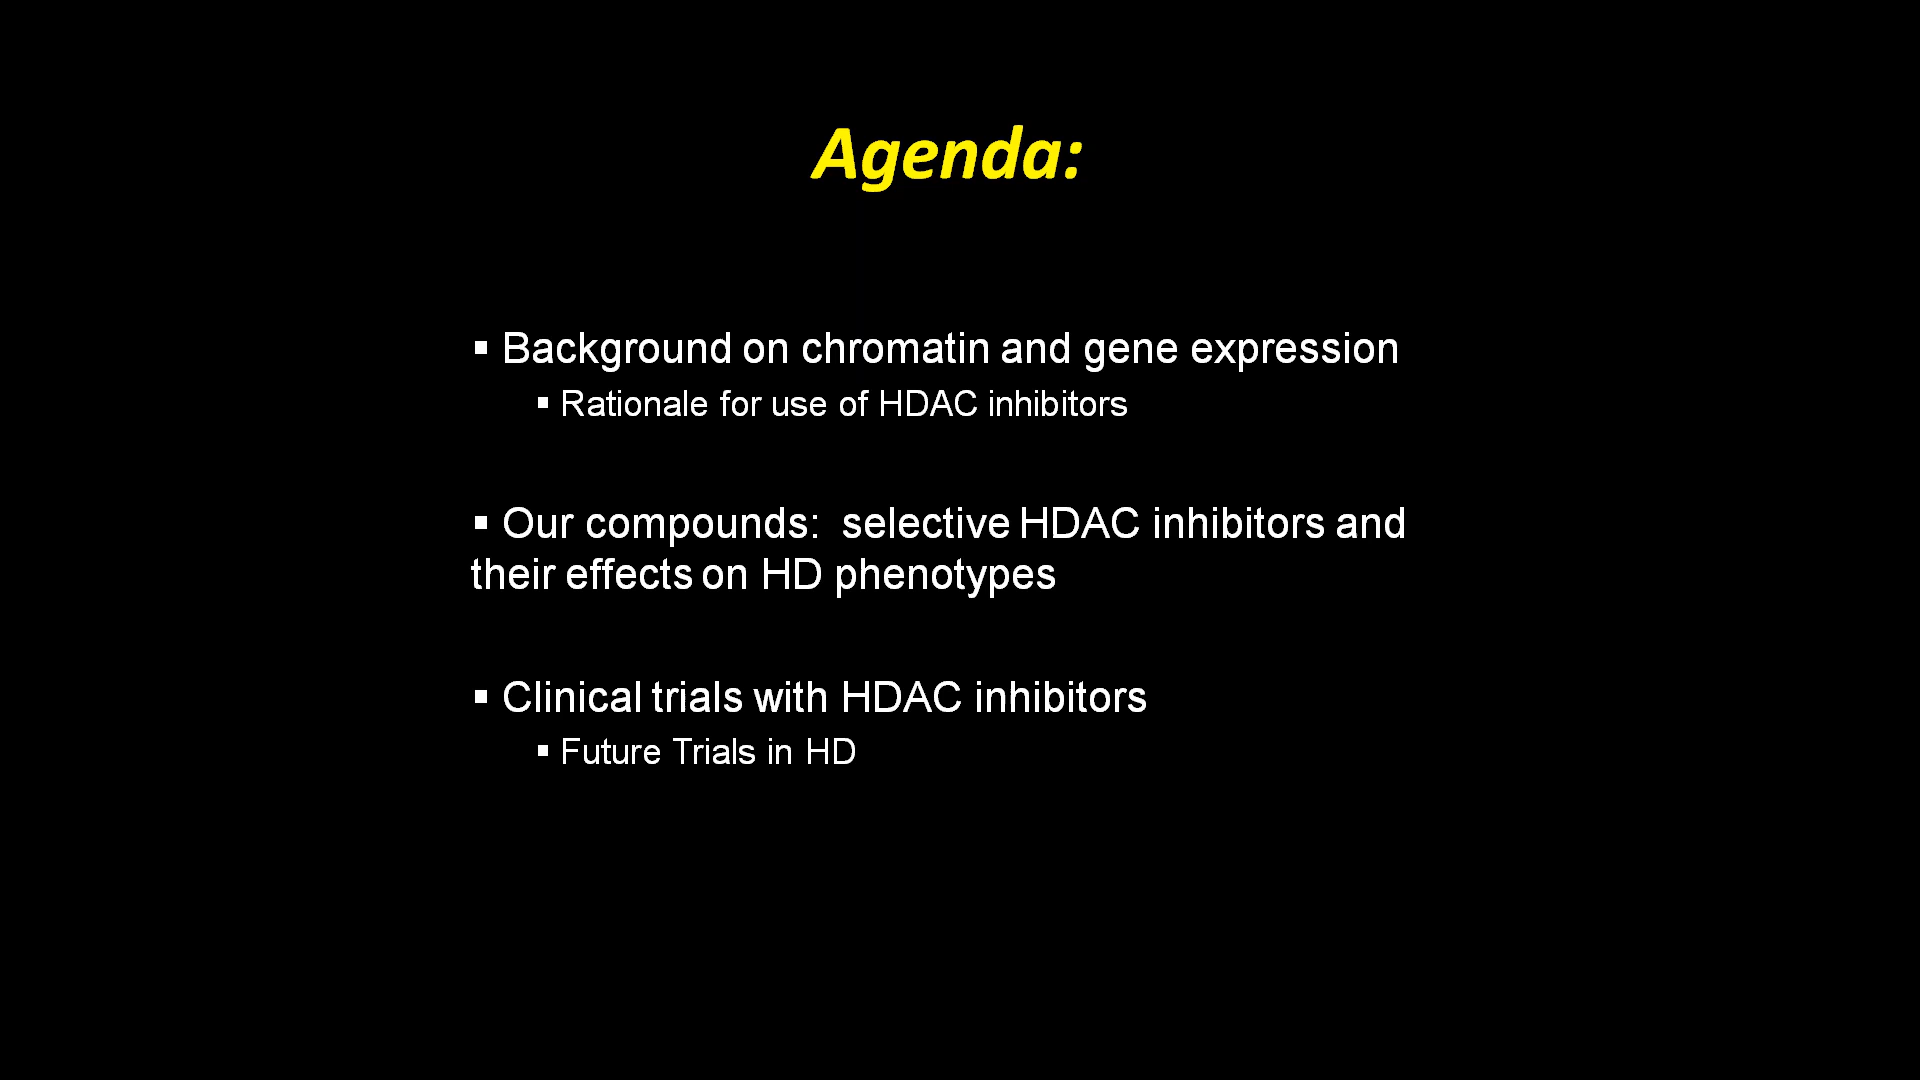 Agenda:
▪ Background on chromatin and gene expression
▪ Rationale for use of HDAC inhibitors
▪ Our compounds:  selective HDAC inhibitors and
their effects on HD phenotypes
▪ Clinical trials with HDAC inhibitors
▪ Future Trials in HD